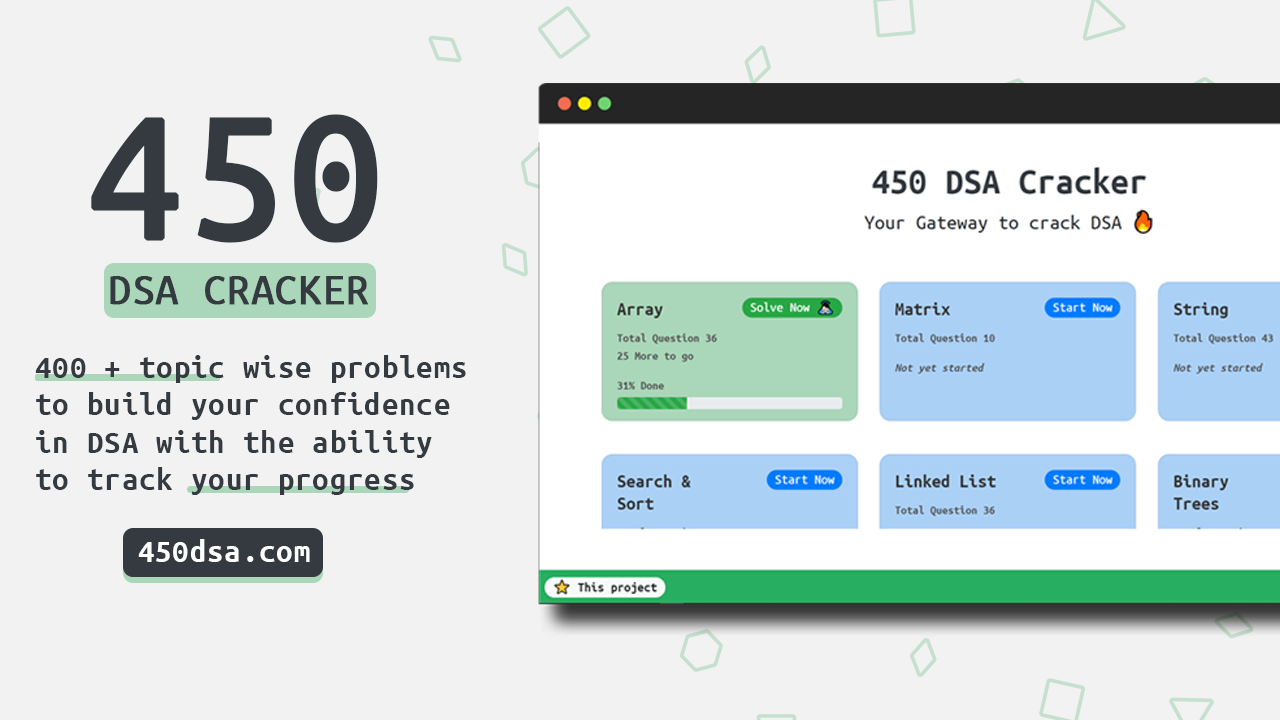 450
DSA CRACKER
400 + topic wise problems
to build your confidence
in DSA with the ability
to track your progress
450dsa.com
450 DSA Cracker
Your Gateway to crack DSA 🔥
Array
Solve Now
Total Question 36
25 More to go
31% Done
Matrix
Start Now
Total Question 10
Not yet started
String
Total Question 43
Not yet started
Search &
Sort
Start Now
Linked List
Start Now
Total Question 36
Binary
Trees
⭐ This project